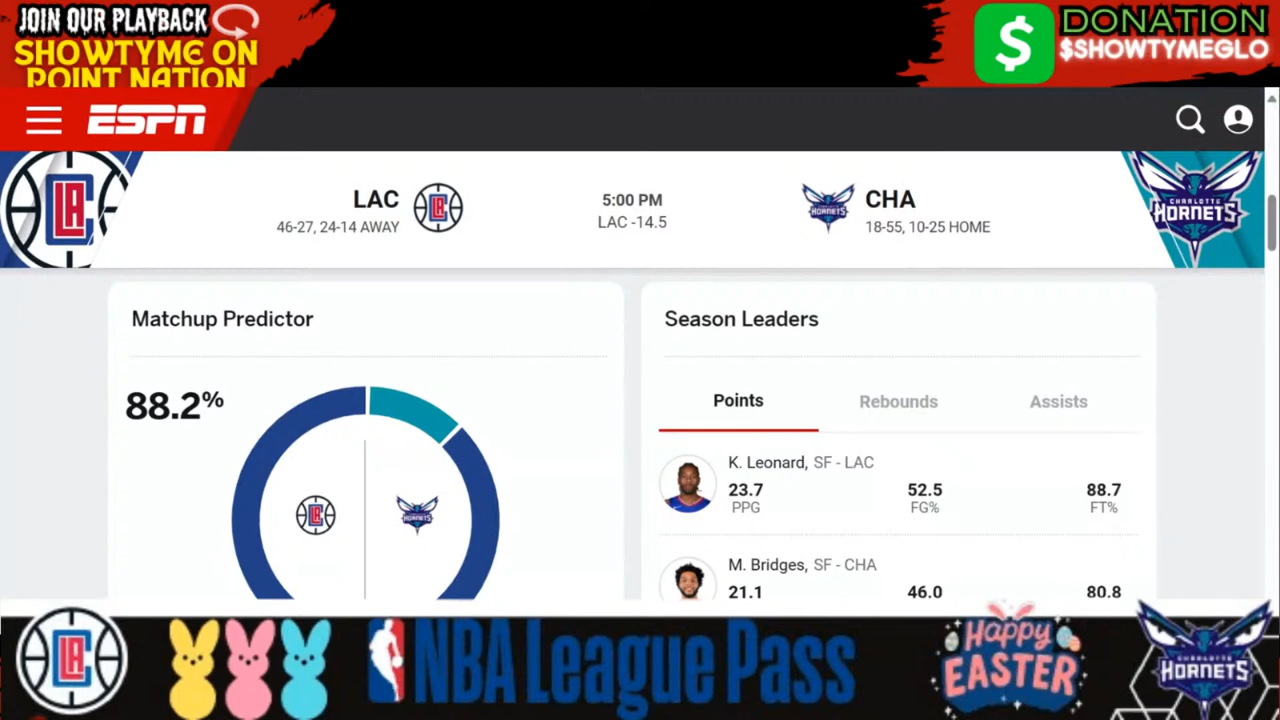 JOIN OUR PLAYBACK
SHOWTYME ON
POINT NATION
$
DONATION
$SHOWTYMEGLO
ESPN
LAC
46-27, 24-14 AWAY
5:00 PM
LAC -14.5
CHA
18-55, 10-25 HOME
CHARLOTTE
HORNETS
Matchup Predictor
88.2%
Season Leaders
Points
Rebounds
Assists
K. Leonard, SF - LAC
23.7
52.5
88.7
PPG
FG%
FT%
M. Bridges, SF - CHA
21.1
46.0
80.8
NBA League Pass
Happy
EASTER
CHARLOTTE
HORNETS